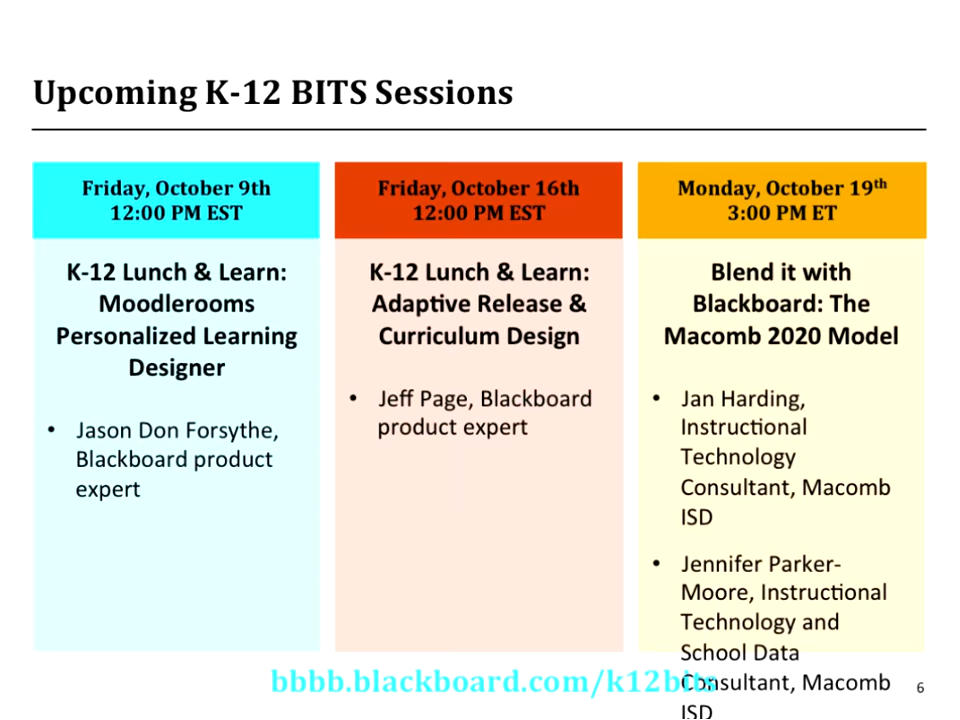 Upcoming K-12 BITS Sessions
Friday, October 9th
12:00 PM EST
K-12 Lunch & Learn:
Moodlerooms
Personalized Learning
Designer
• Jason Don Forsythe,
Blackboard product
expert
Friday, October 16th
12:00 PM EST
K-12 Lunch & Learn:
Adaptive Release &
Curriculum Design
• Jeff Page, Blackboard
product expert
Monday, October 19th
3:00 PM ET
Blend it with
Blackboard: The
Macomb 2020 Model
• Jan Harding,
Instructional
Technology
Consultant, Macomb
ISD
• Jennifer Parker-
Moore, Instructional
Technology and
School Data
Consultant, Macomb
ISD
bbbb.blackboard.com/k12bits
6